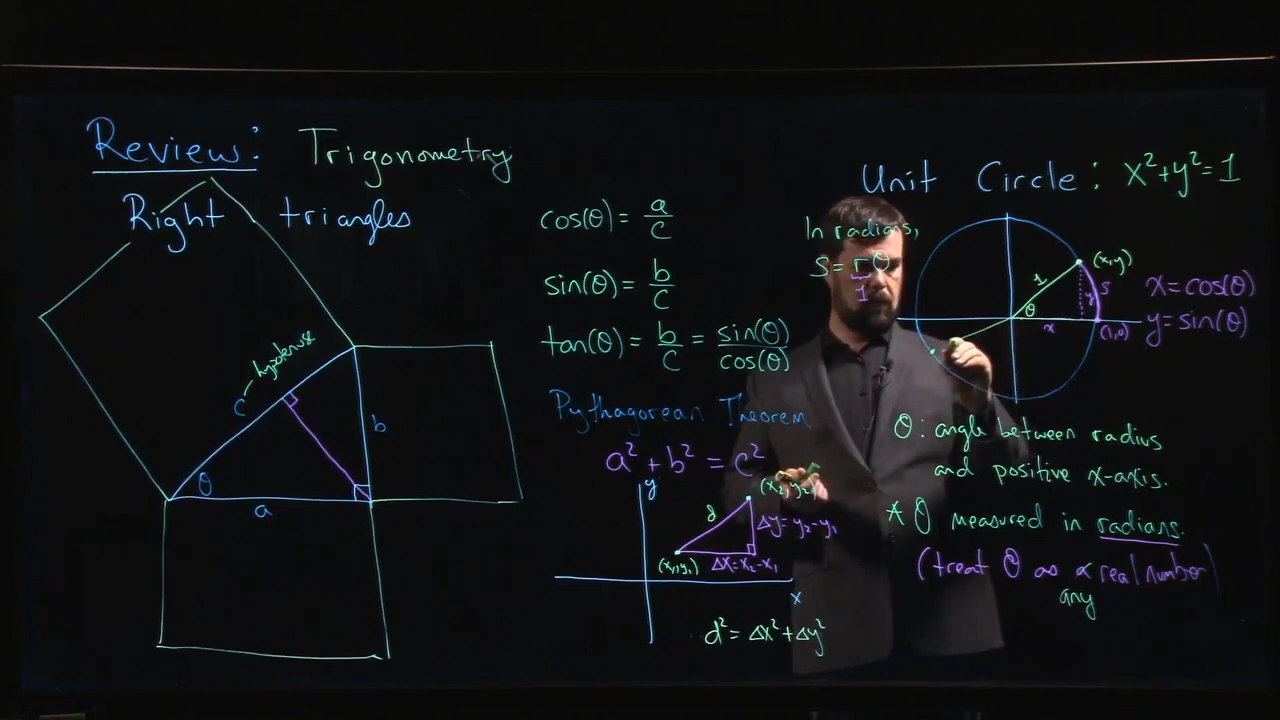 Review: Trigonometry
Right triangles
c
hypotenuse
b
θ
a
cos(θ) = a/c
sin(θ) = b/c
tan(θ) = b/c = sin(θ)/cos(θ)
Pythagorean Theorem
a² + b² = c²
y
(x₂, y₂)
d
Δy = y₂ - y₁
(x₁, y₁)
Δx = x₂ - x₁
x
d² = Δx² + Δy²
Unit Circle: x² + y² = 1
In radians,
S = rθ
1
1
(x,y)
S
θ
y
x
(1,0)
x = cos(θ)
y = sin(θ)
θ: angle between radius
and positive x-axis.
* θ measured in radians.
(treat θ as a real number)
any